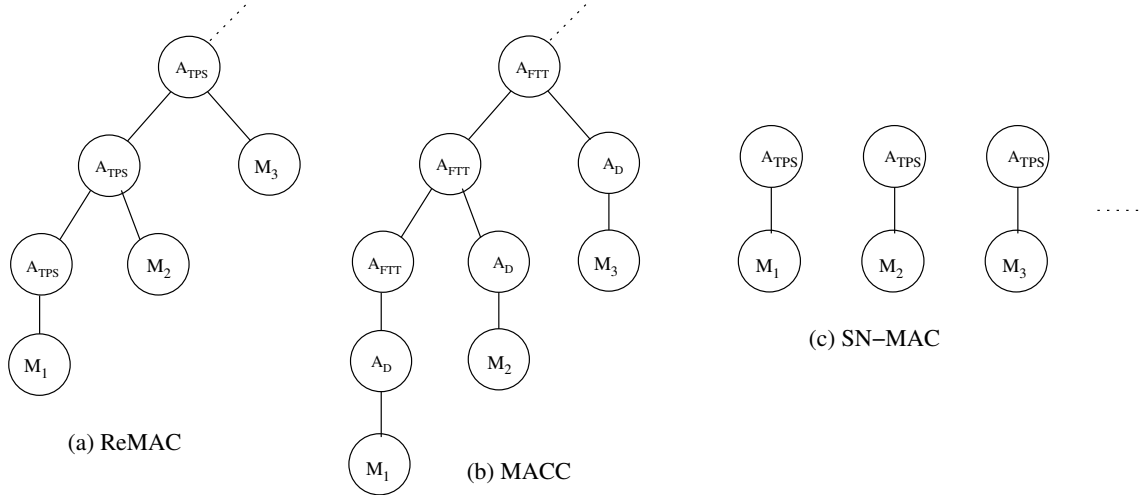 A_TPS
A_TPS
M_3
A_TPS
M_2
M_1
(a) ReMAC
A_FTT
A_FTT
A_D
A_FTT
A_D
M_3
A_D
M_2
M_1
(b) MACC
A_TPS A_TPS A_TPS
M_1 M_2 M_3
(c) SN−MAC